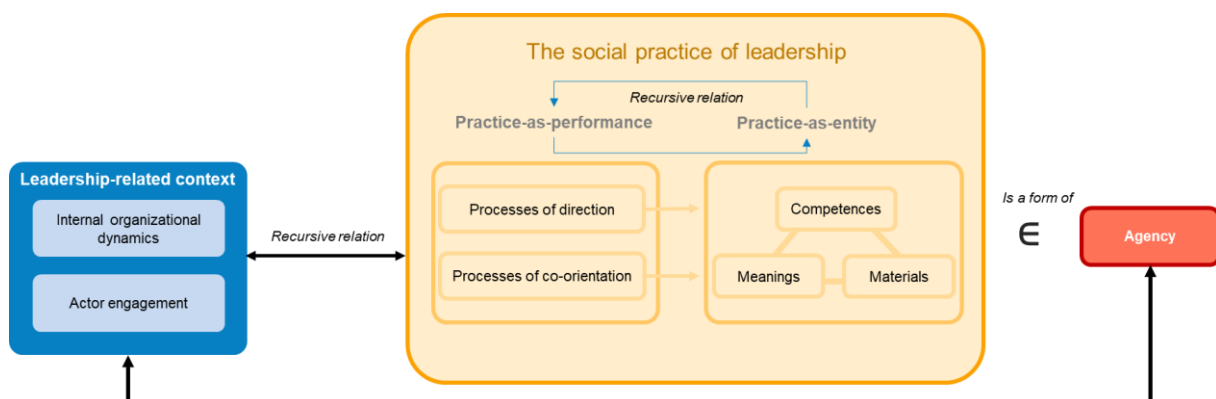 The social practice of leadership
Recursive relation
Practice-as-performance
Practice-as-entity
Leadership-related context
Internal organizational
dynamics
Actor engagement
Recursive relation
Processes of direction
Processes of co-orientation
Competences
Meanings
Materials
Is a form of
∈
Agency